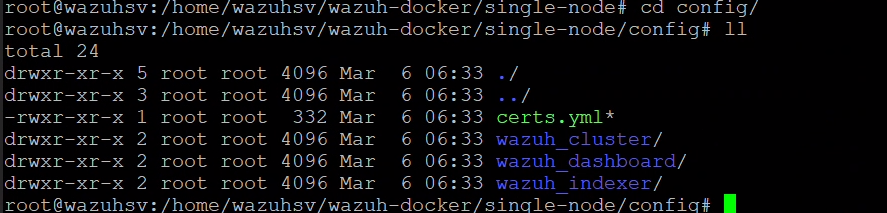 root@wazuhsv:/home/wazuhsv/wazuh-docker/single-node# cd config/
root@wazuhsv:/home/wazuhsv/wazuh-docker/single-node/config# ll
total 24
drwxr-xr-x 5 root root 4096 Mar  6 06:33 ./
drwxr-xr-x 3 root root 4096 Mar  6 06:33 ../
-rwxr-xr-x 1 root root  332 Mar  6 06:33 certs.yml*
drwxr-xr-x 2 root root 4096 Mar  6 06:33 wazuh_cluster/
drwxr-xr-x 2 root root 4096 Mar  6 06:33 wazuh_dashboard/
drwxr-xr-x 2 root root 4096 Mar  6 06:33 wazuh_indexer/
root@wazuhsv:/home/wazuhsv/wazuh-docker/single-node/config#